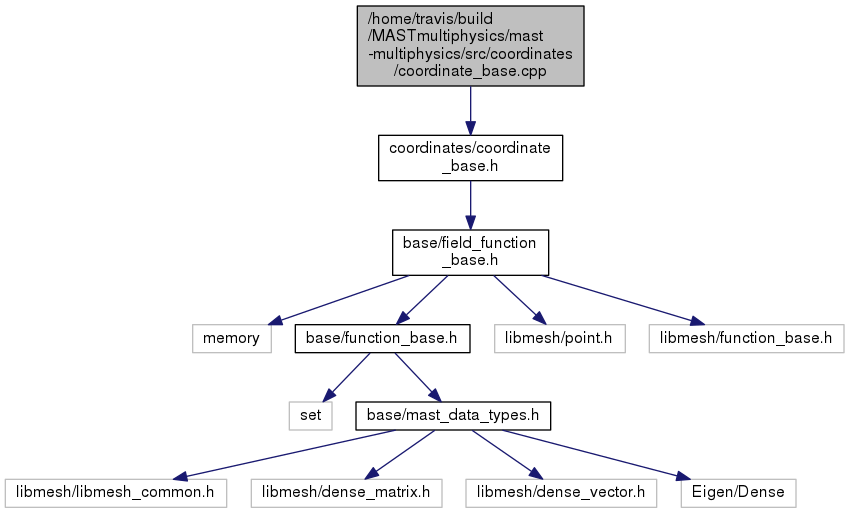 /home/travis/build
/MASTmultiphysics/mast
-multiphysics/src/coordinates
/coordinate_base.cpp
coordinates/coordinate
_base.h
base/field_function
_base.h
memory
base/function_base.h
libmesh/point.h
libmesh/function_base.h
set
base/mast_data_types.h
libmesh/libmesh_common.h
libmesh/dense_matrix.h
libmesh/dense_vector.h
Eigen/Dense